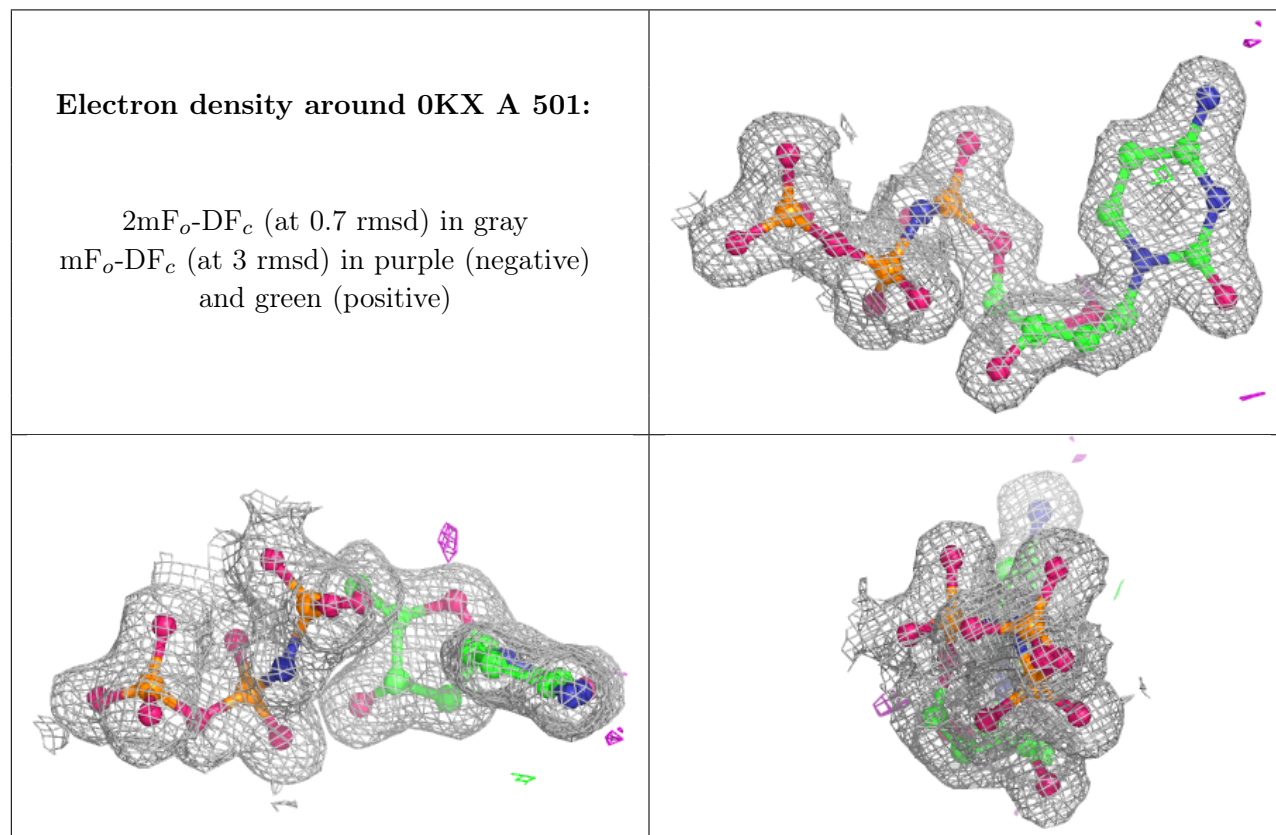 Electron density around 0KX A 501:
2mFo-DFc (at 0.7 rmsd) in gray
mFo-DFc (at 3 rmsd) in purple (negative)
and green (positive)